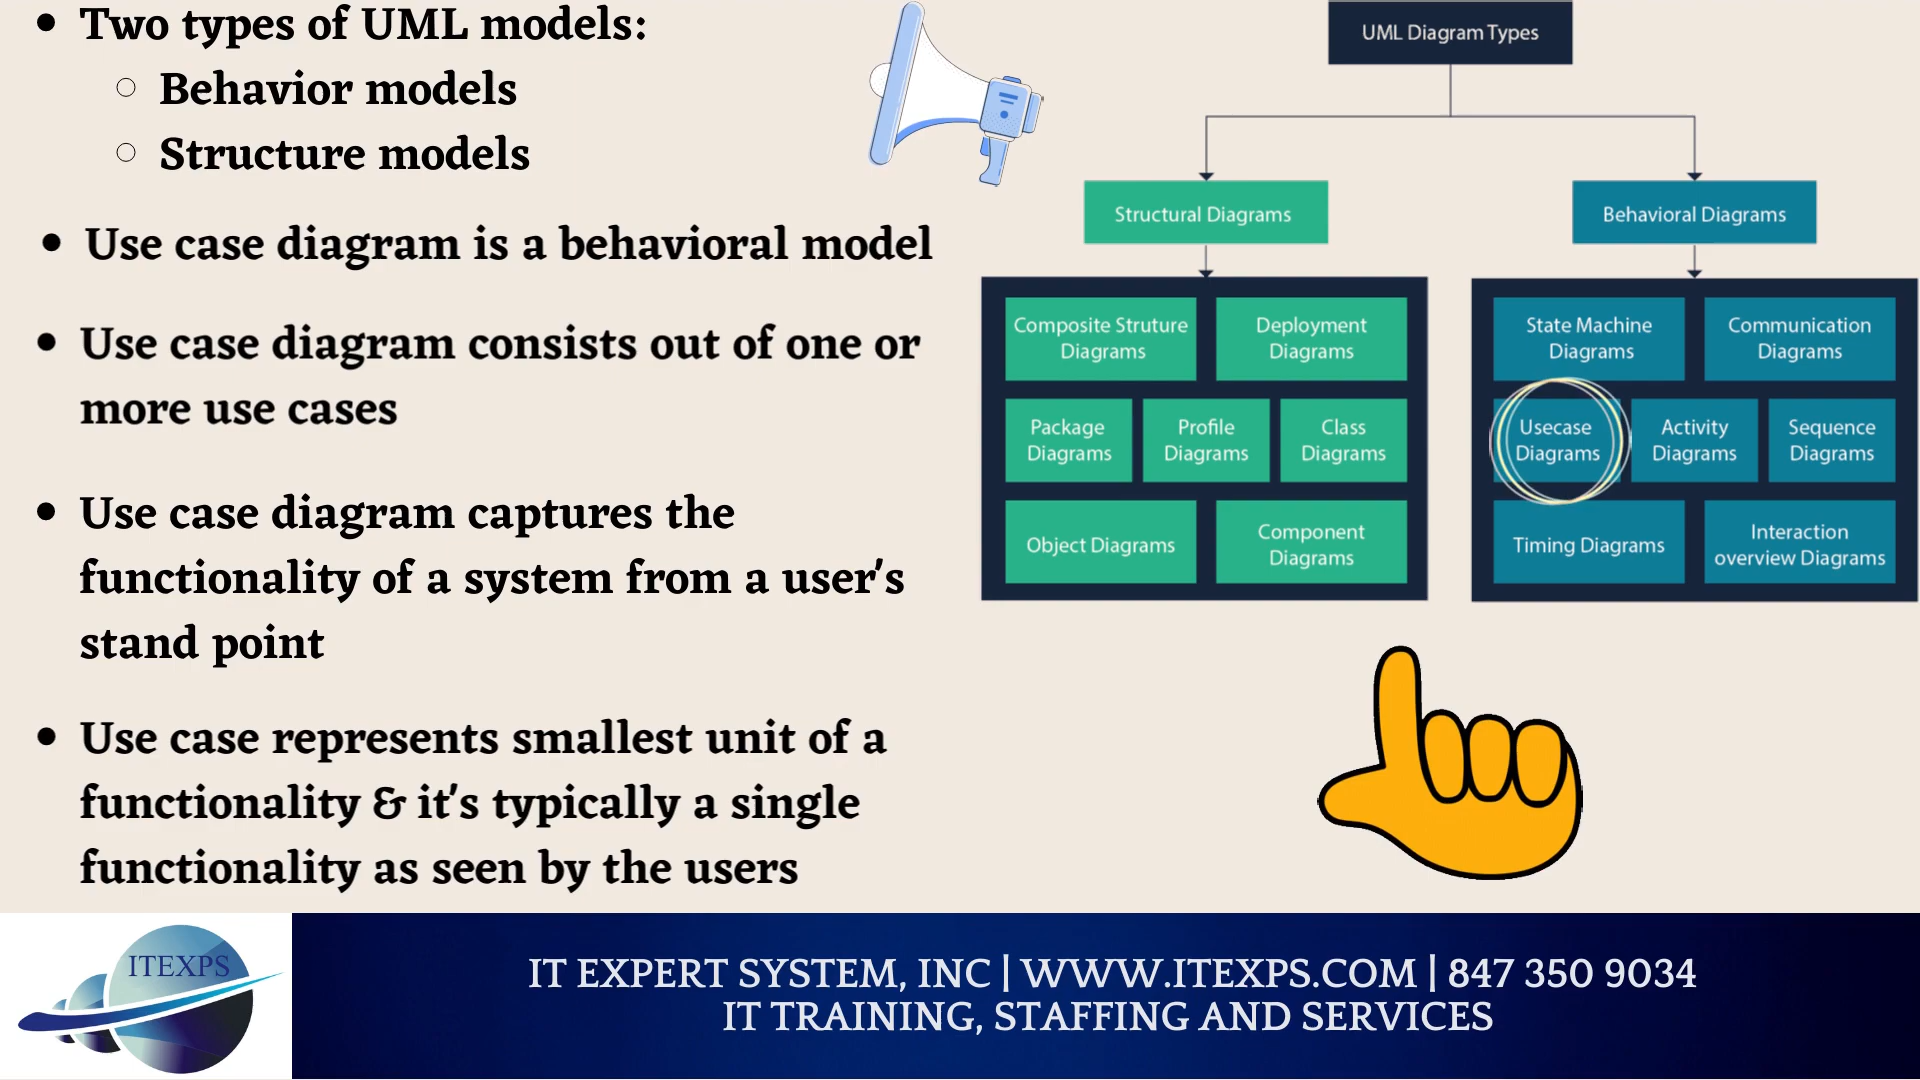 Two types of UML models:
Behavior models
Structure models
Use case diagram is a behavioral model
Use case diagram consists out of one or
more use cases
Use case diagram captures the
functionality of a system from a user's
stand point
Use case represents smallest unit of a
functionality & it's typically a single
functionality as seen by the users
UML Diagram Types
Structural Diagrams
Behavioral Diagrams
Composite Struture
Diagrams
Deployment
Diagrams
Package
Diagrams
Profile
Diagrams
Class
Diagrams
Object Diagrams
Component
Diagrams
State Machine
Diagrams
Communication
Diagrams
Usecase
Diagrams
Activity
Diagrams
Sequence
Diagrams
Timing Diagrams
Interaction
overview Diagrams
ITEXPS
IT EXPERT SYSTEM, INC | WWW.ITEXPS.COM | 847 350 9034
IT TRAINING, STAFFING AND SERVICES